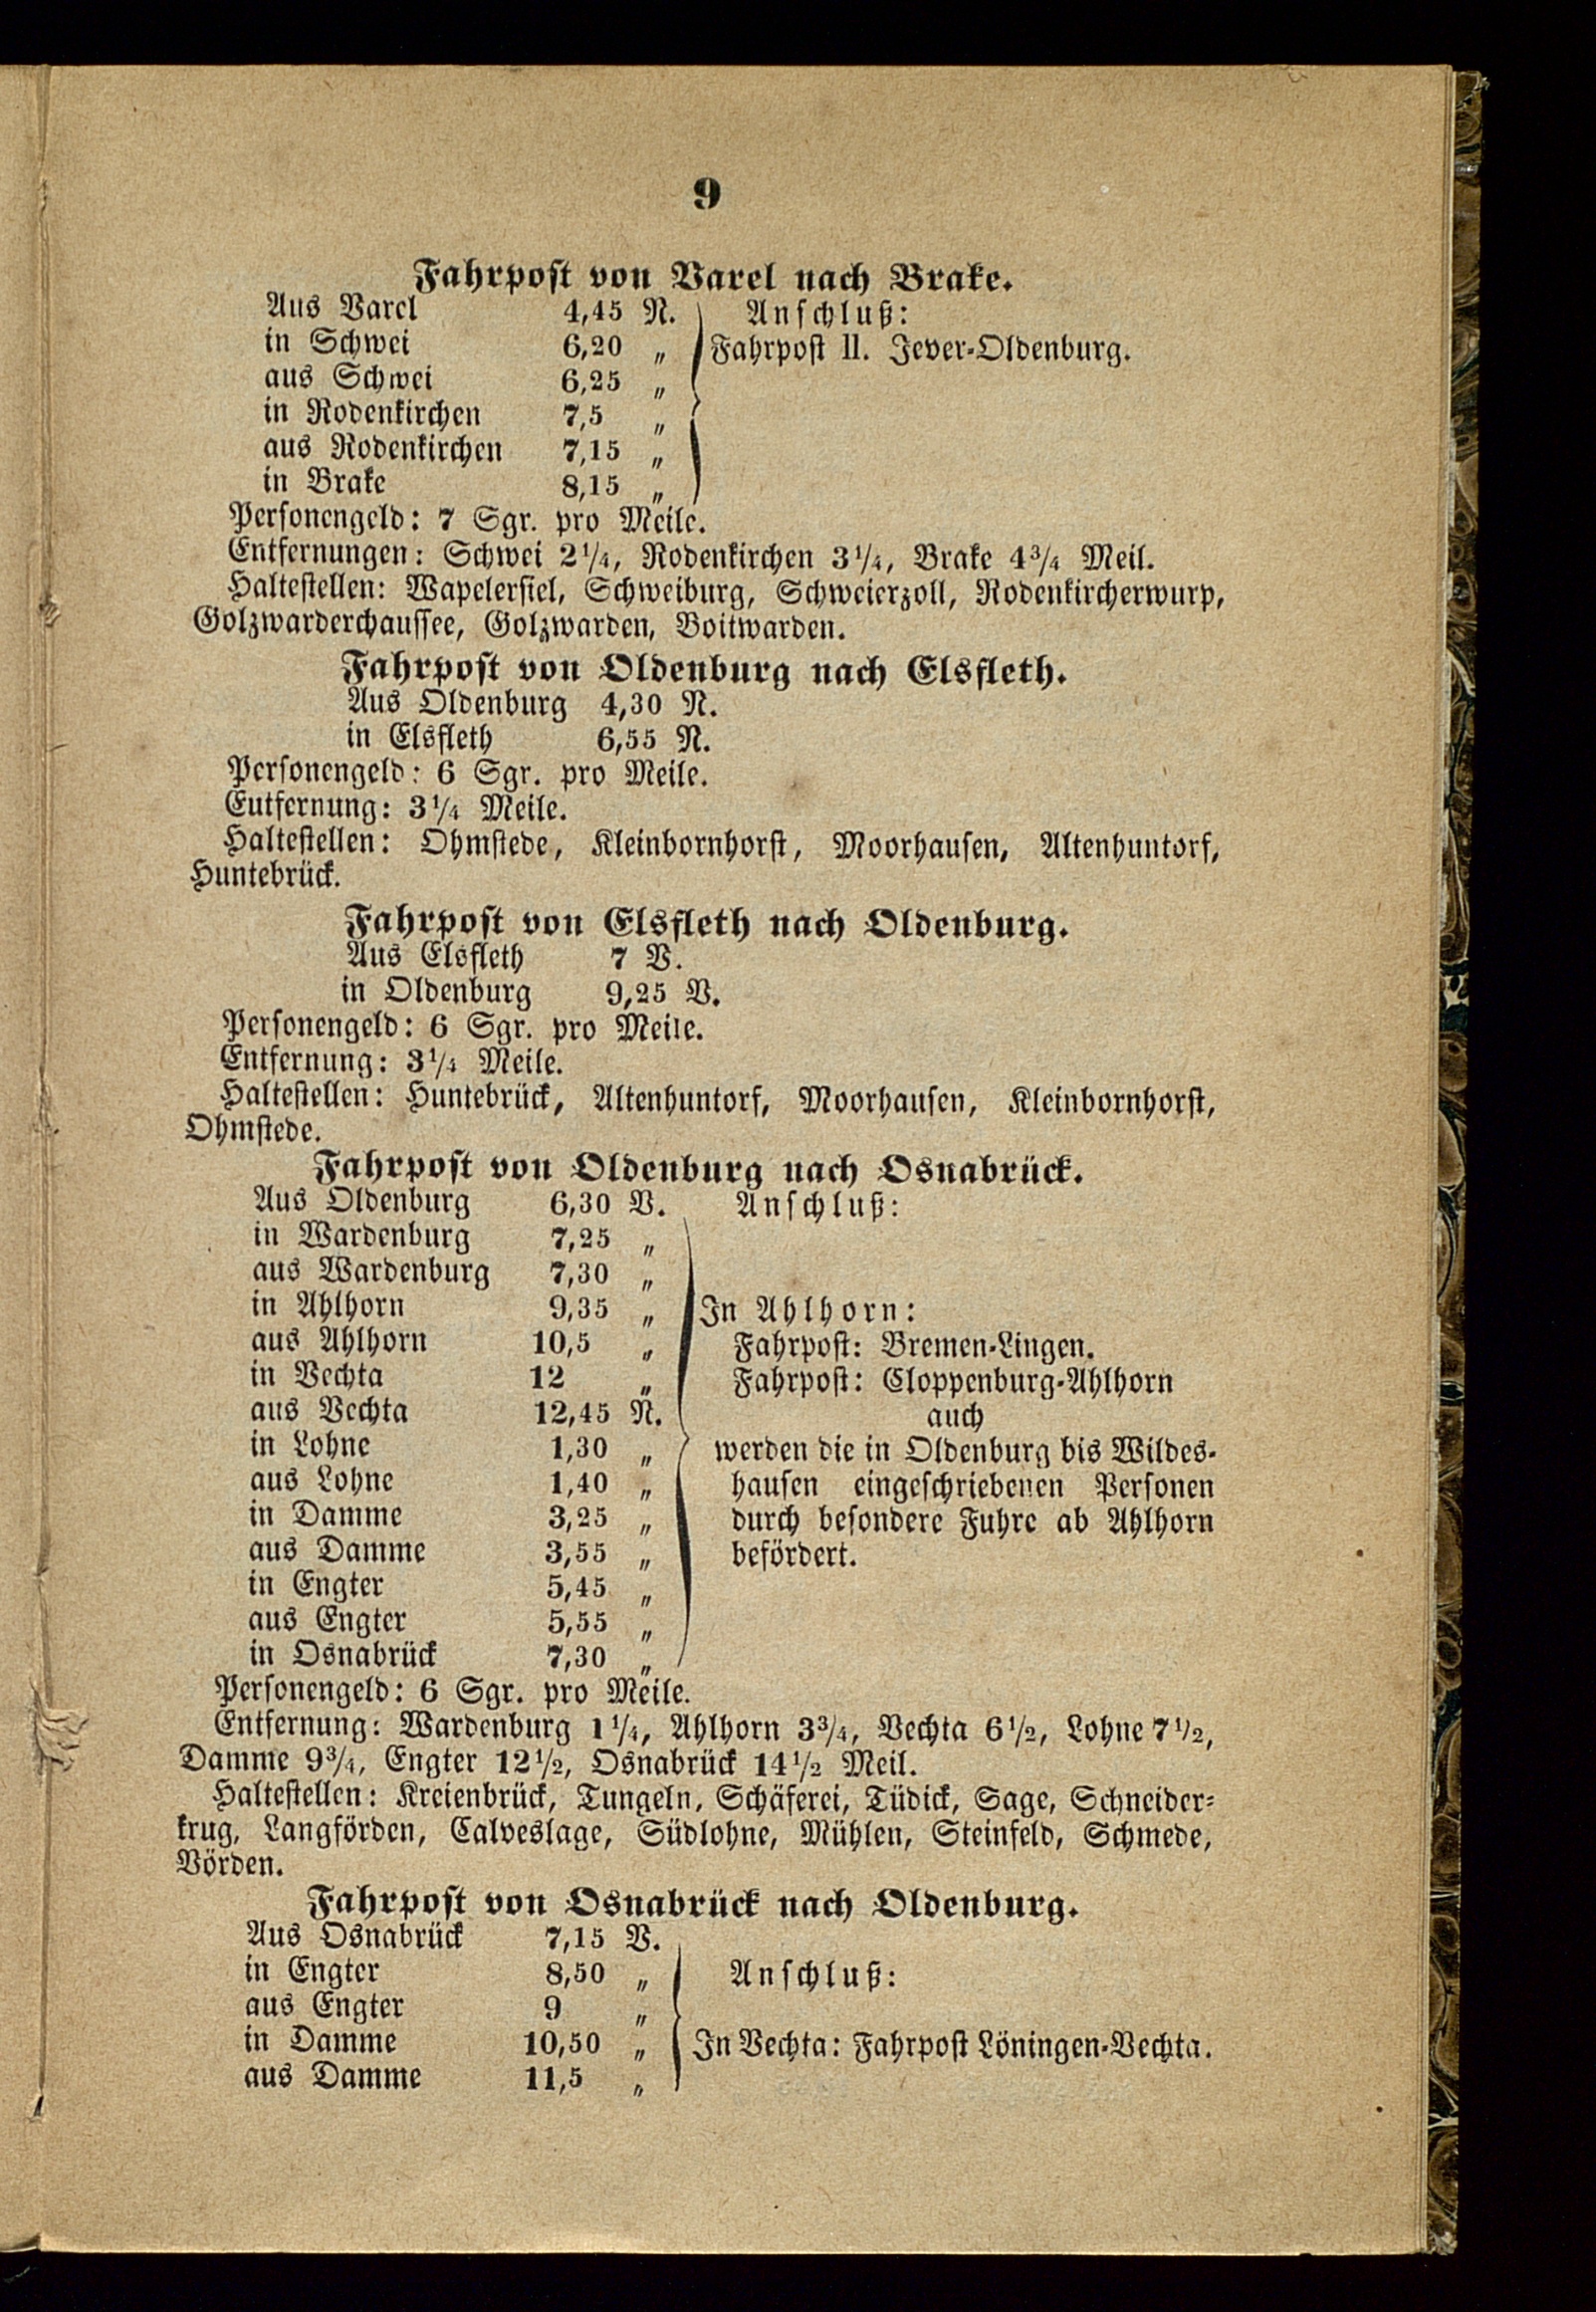 9
Fahrpost von Varel nach Brake.
Aus Varel 4,45 N. Anschluß:
in Schwei 6,20 „ Fahrpost II. Jever-Oldenburg.
aus Schwei 6,25 „
in Rodenkirchen 7,5 „
aus Rodenkirchen 7,15 „
in Brake 8,15 „
Personengeld: 7 Sgr. pro Meile.
Entfernungen: Schwei 2¼, Rodenkirchen 3¼, Brake 4¾ Meil.
Haltestellen: Wapelersiel, Schweiburg, Schweierzoll, Rodenkircherwurp,
Golzwarderchaussee, Golzwarden, Boitwarden.
Fahrpost von Oldenburg nach Elsfleth.
Aus Oldenburg 4,30 N.
in Elsfleth 6,55 N.
Personengeld: 6 Sgr. pro Meile.
Eutfernung: 3¼ Meile.
Haltestellen: Ohmstede, Kleinbornhorst, Moorhausen, Altenhuntorf,
Huntebrück.
Fahrpost von Elsfleth nach Oldenburg.
Aus Elsfleth 7 V.
in Oldenburg 9,25 V.
Personengeld: 6 Sgr. pro Meile.
Entfernung: 3¼ Meile.
Haltestellen: Huntebrück, Altenhuntorf, Moorhausen, Kleinbornhorst,
Ohmstede.
Fahrpost von Oldenburg nach Osnabrück.
Aus Oldenburg 6,30 V. Anschluß:
in Wardenburg 7,25 „
aus Wardenburg 7,30 „
in Ahlhorn 9,35 „ In Ahlhorn:
aus Ahlhorn 10,5 „ Fahrpost: Bremen-Lingen.
in Vechta 12 „ Fahrpost: Cloppenburg-Ahlhorn
aus Vechta 12,45 N. auch
in Lohne 1,30 „ werden die in Oldenburg bis Wildes-
aus Lohne 1,40 „ hausen eingeschriebenen Personen
in Damme 3,25 „ durch besondere Fuhre ab Ahlhorn
aus Damme 3,55 „ befördert.
in Engter 5,45 „
aus Engter 5,55 „
in Osnabrück 7,30 „
Personengeld: 6 Sgr. pro Meile.
Entfernung: Wardenburg 1¼, Ahlhorn 3¾, Vechta 6½, Lohne 7½,
Damme 9¾, Engter 12½, Osnabrück 14½ Meil.
Haltestellen: Kreienbrück, Tungeln, Schäferei, Tüdick, Sage, Schneider-
krug, Langförden, Calveslage, Südlohne, Mühlen, Steinfeld, Schmede,
Vörden.
Fahrpost von Osnabrück nach Oldenburg.
Aus Osnabrück 7,15 V.
in Engter 8,50 „ Anschluß:
aus Engter 9 „
in Damme 10,50 „ In Vechta: Fahrpost Löningen-Vechta.
aus Damme 11,5 „